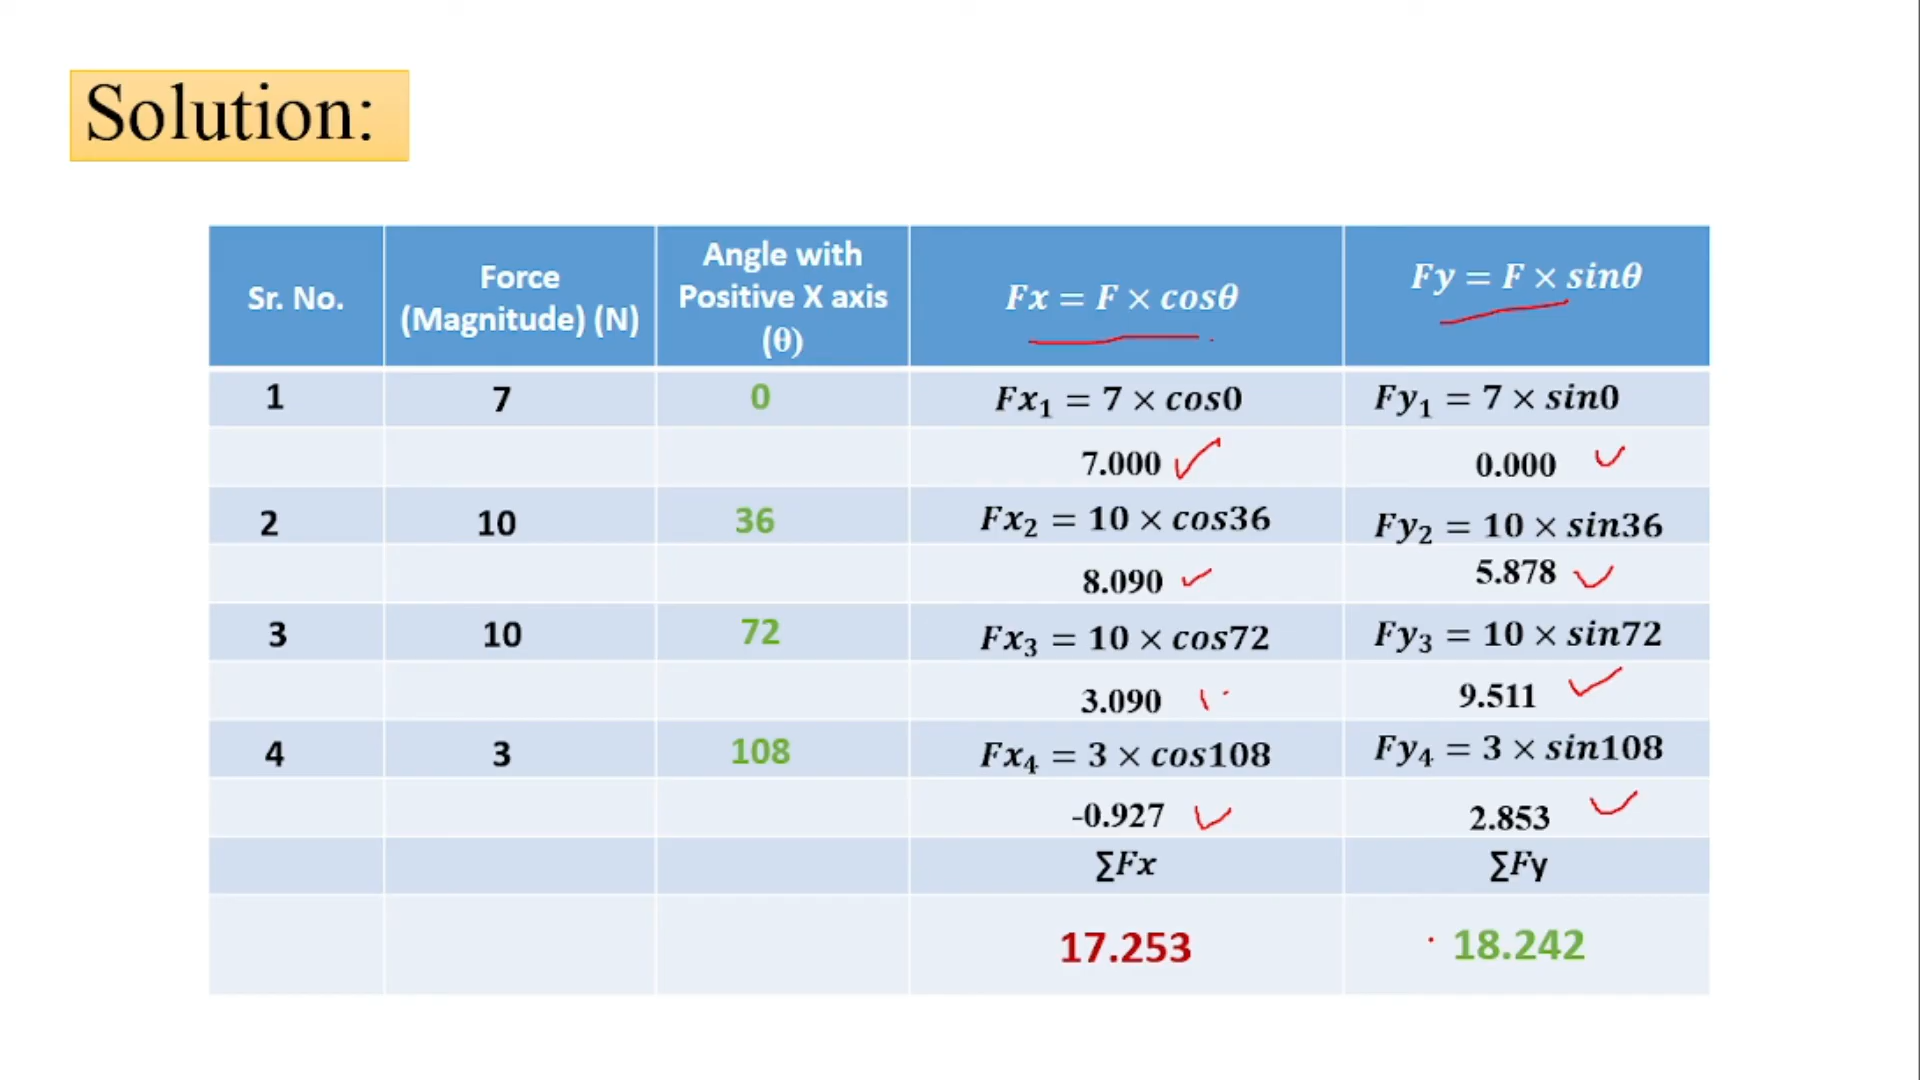 Solution:
Sr. No.
Force
(Magnitude) (N)
Angle with
Positive X axis
(θ)
Fx = F × cosθ
Fy = F × sinθ
1
7
0
Fx₁ = 7 × cos0
Fy₁ = 7 × sin0
7.000
0.000
2
10
36
Fx₂ = 10 × cos36
Fy₂ = 10 × sin36
8.090
5.878
3
10
72
Fx₃ = 10 × cos72
Fy₃ = 10 × sin72
3.090
9.511
4
3
108
Fx₄ = 3 × cos108
Fy₄ = 3 × sin108
-0.927
2.853
∑Fx
∑Fy
17.253
18.242